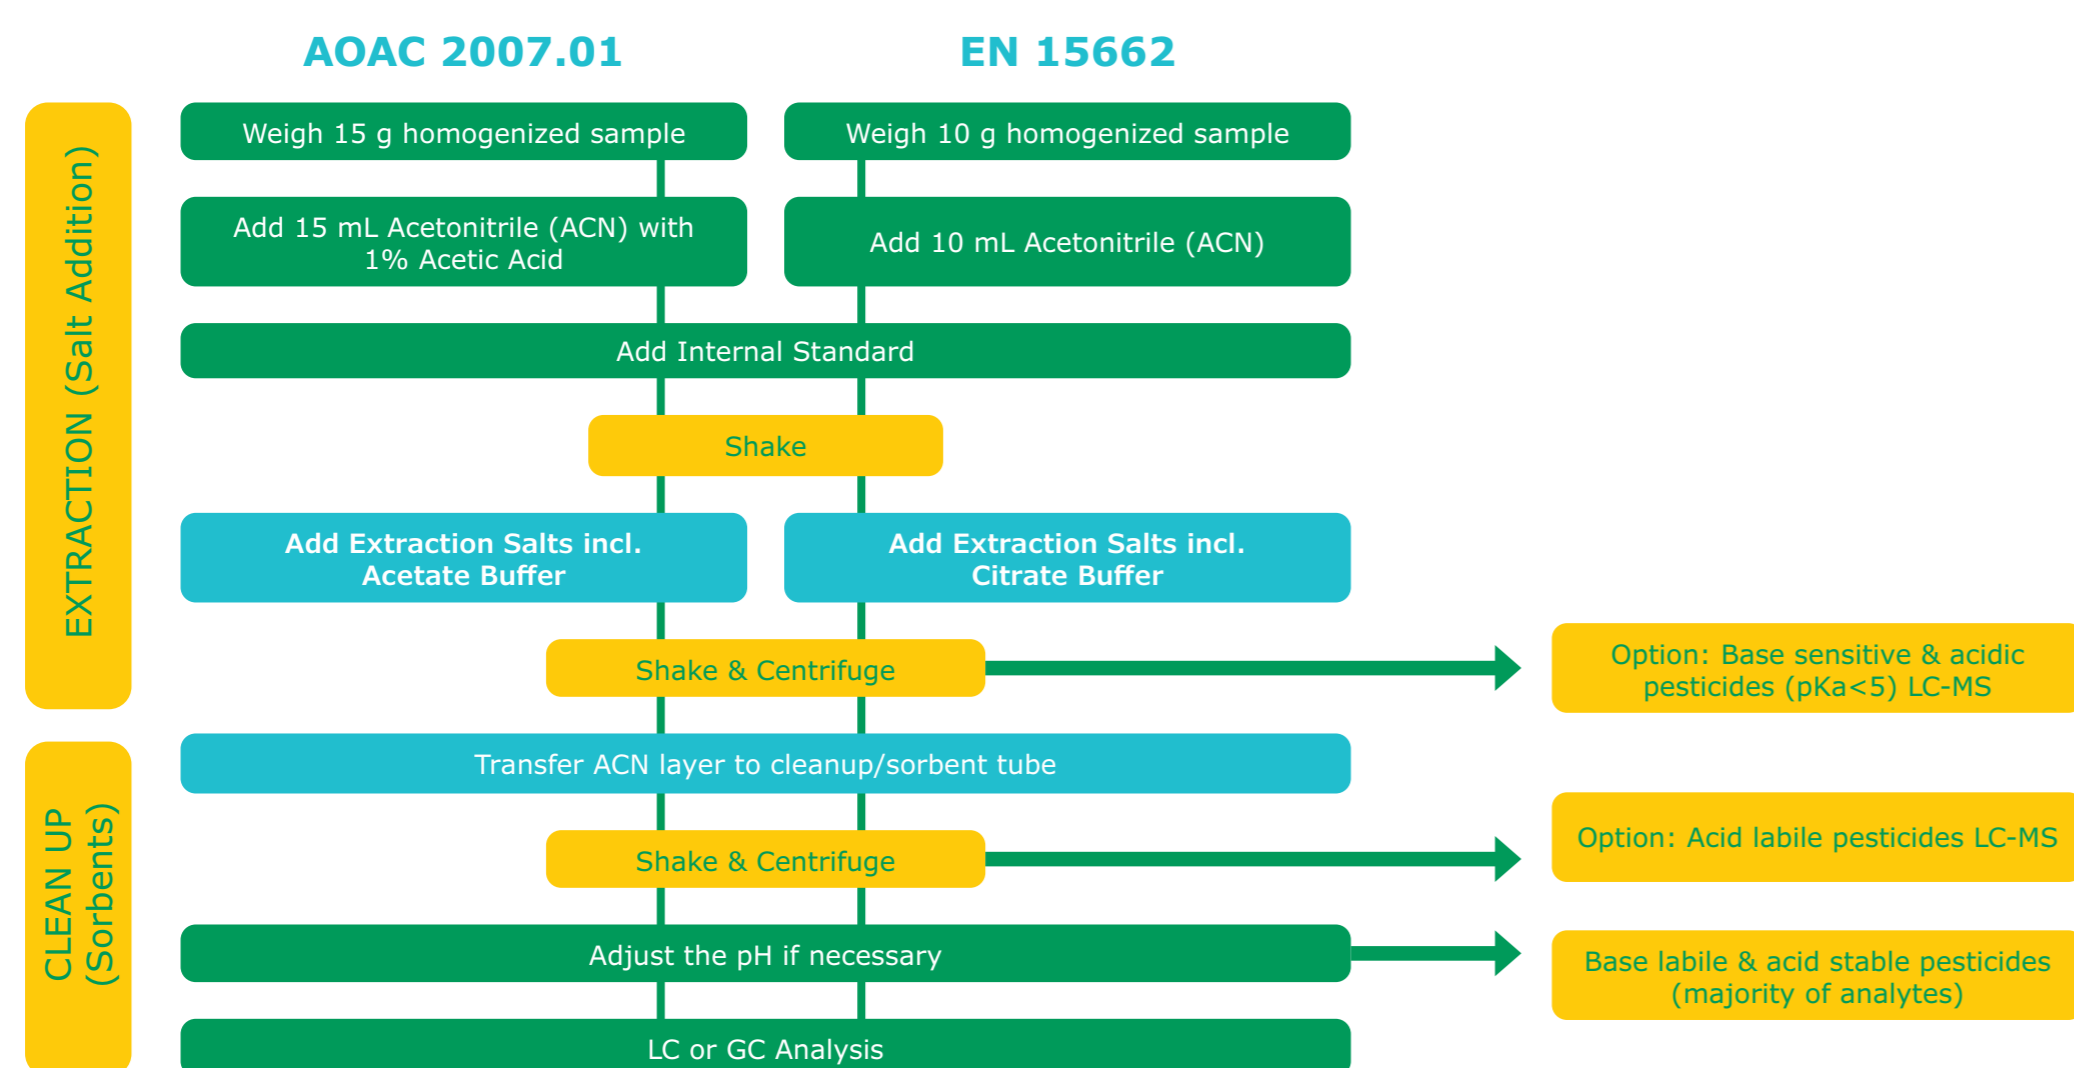 AOAC 2007.01
EN 15662
EXTRACTION (Salt Addition)
Weigh 15 g homogenized sample
Weigh 10 g homogenized sample
Add 15 mL Acetonitrile (ACN) with
1% Acetic Acid
Add 10 mL Acetonitrile (ACN)
Add Internal Standard
Shake
Add Extraction Salts incl.
Acetate Buffer
Add Extraction Salts incl.
Citrate Buffer
Shake & Centrifuge
Option: Base sensitive & acidic
pesticides (pKa<5) LC-MS
CLEAN UP
(Sorbents)
Transfer ACN layer to cleanup/sorbent tube
Shake & Centrifuge
Option: Acid labile pesticides LC-MS
Adjust the pH if necessary
Base labile & acid stable pesticides
(majority of analytes)
LC or GC Analysis